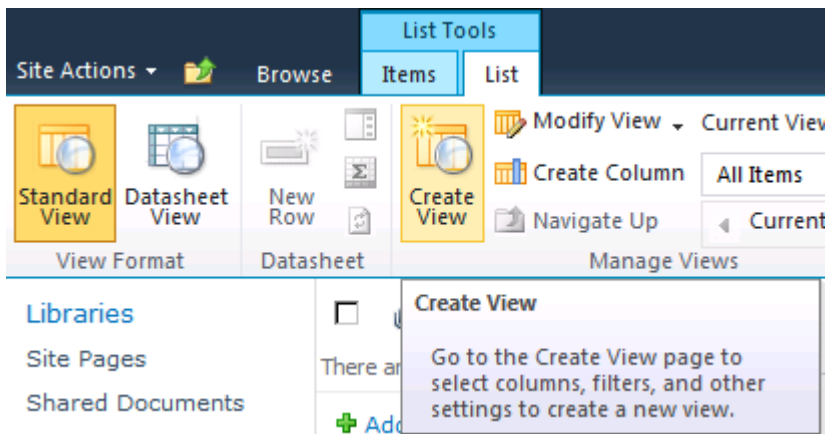 List Tools
Site Actions Browse Items List
Standard View
Datasheet View
New Row
Create View
Modify View
Create Column
Navigate Up
Current View
All Items
Current
View Format Datasheet Manage Views
Libraries
Site Pages
Shared Documents
There
Create View
Go to the Create View page to
select columns, filters, and other
settings to create a new view.